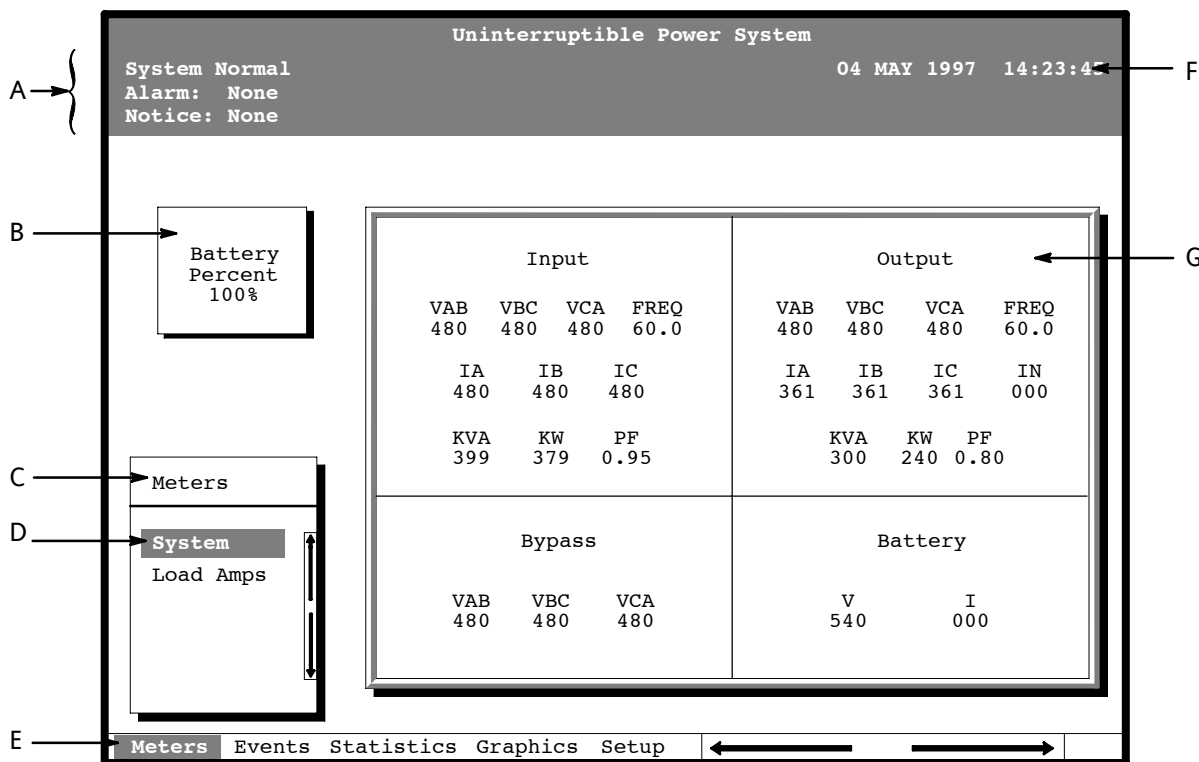 Uninterruptible Power System
System Normal 04 MAY 1997 14:23:45
Alarm: None
Notice: None
A
F
B
Battery
Percent
100%
G
Input
VAB VBC VCA FREQ
480 480 480 60.0
IA IB IC
480 480 480
KVA KW PF
399 379 0.95
Output
VAB VBC VCA FREQ
480 480 480 60.0
IA IB IC IN
361 361 361 000
KVA KW PF
300 240 0.80
C
Meters
D
System
Load Amps
Bypass
VAB VBC VCA
480 480 480
Battery
V I
540 000
E
Meters Events Statistics Graphics Setup